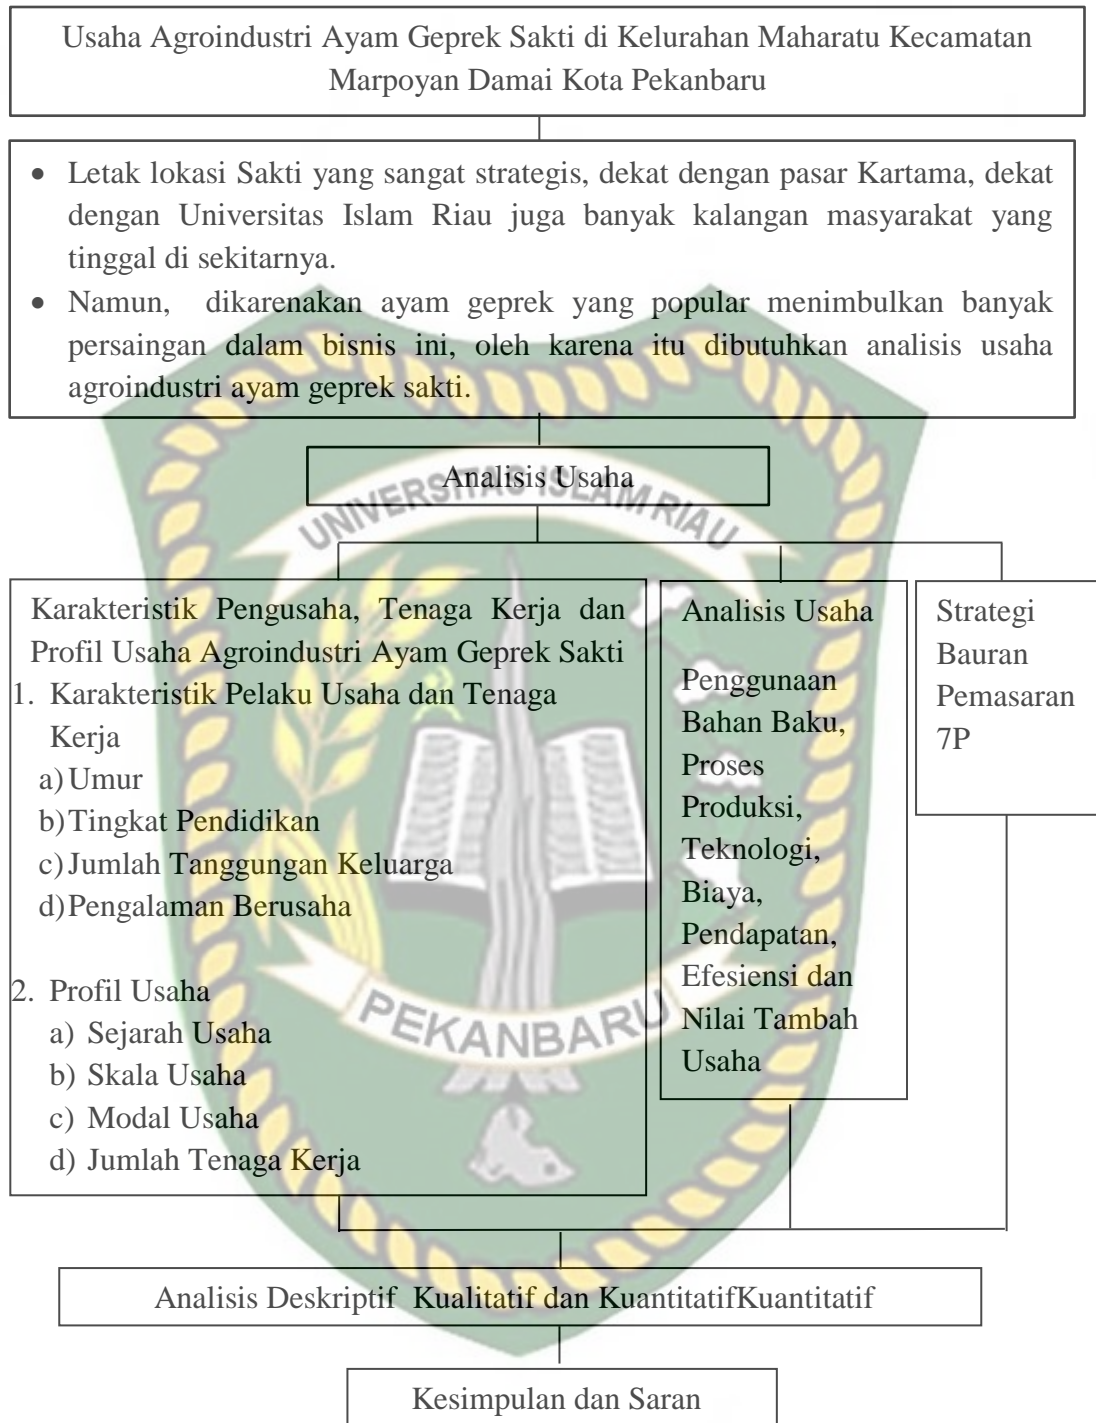 Usaha Agroindustri Ayam Geprek Sakti di Kelurahan Maharatu Kecamatan
Marpoyan Damai Kota Pekanbaru
• Letak lokasi Sakti yang sangat strategis, dekat dengan pasar Kartama, dekat
dengan Universitas Islam Riau juga banyak kalangan masyarakat yang
tinggal di sekitarnya.
• Namun, dikarenakan ayam geprek yang popular menimbulkan banyak
persaingan dalam bisnis ini, oleh karena itu dibutuhkan analisis usaha
agroindustri ayam geprek sakti.
Analisis Usaha
UNIVERSITAS ISLAM RIAU
Karakteristik Pengusaha, Tenaga Kerja dan
Profil Usaha Agroindustri Ayam Geprek Sakti
1. Karakteristik Pelaku Usaha dan Tenaga
Kerja
a) Umur
b) Tingkat Pendidikan
c) Jumlah Tanggungan Keluarga
d) Pengalaman Berusaha
2. Profil Usaha
a) Sejarah Usaha
b) Skala Usaha
c) Modal Usaha
d) Jumlah Tenaga Kerja
Analisis Usaha
Penggunaan
Bahan Baku,
Proses
Produksi,
Teknologi,
Biaya,
Pendapatan,
Efesiensi dan
Nilai Tambah
Usaha
Strategi
Bauran
Pemasaran
7P
PEKANBARU
Analisis Deskriptif Kualitatif dan KuantitatifKuantitatif
Kesimpulan dan Saran